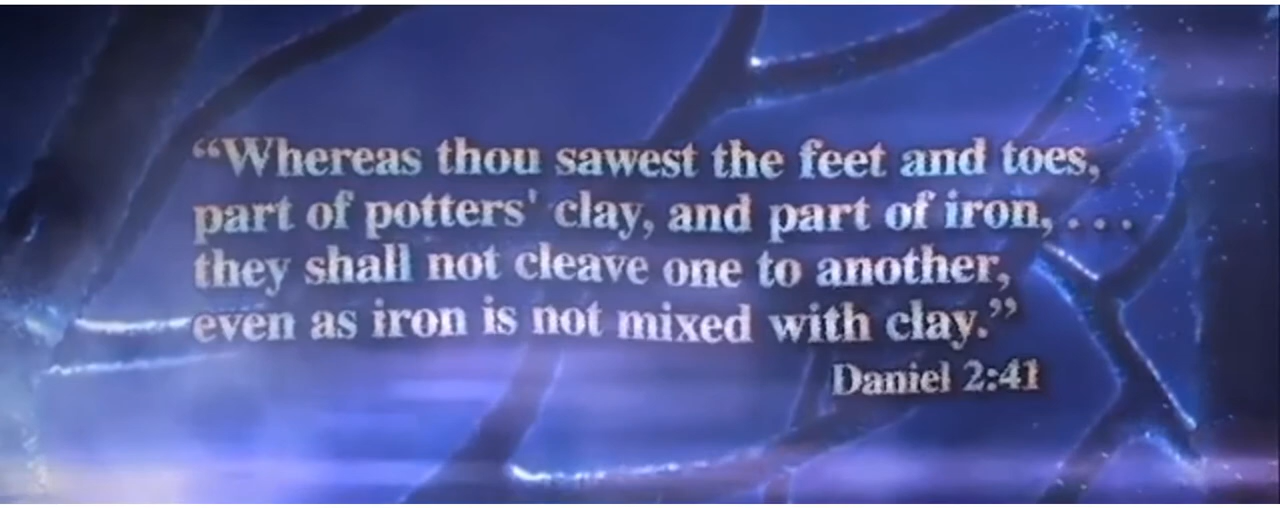 “Whereas thou sawest the feet and toes,
part of potters' clay, and part of iron, . . .
they shall not cleave one to another,
even as iron is not mixed with clay.”
Daniel 2:41